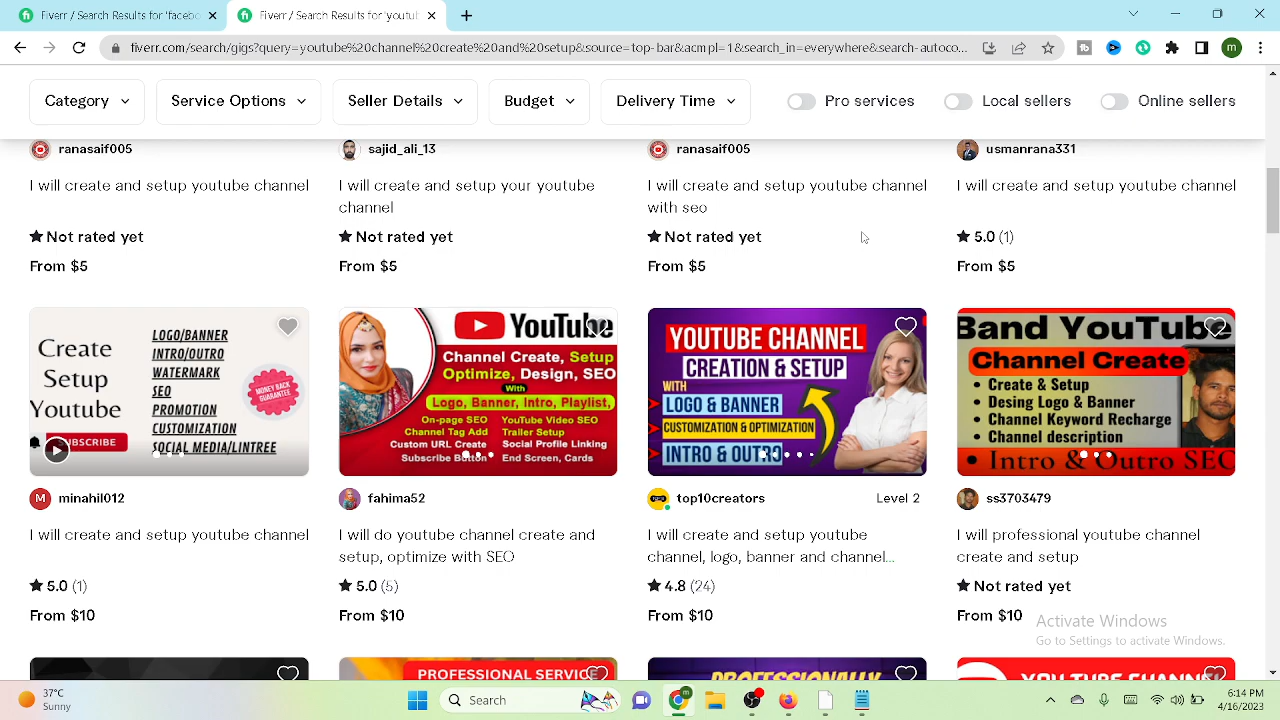 fiverr.com/search/gigs?query=youtube%20channel%20create%20and%20setup&source=top-bar&acmpl=1&search_in=everywhere&search-autoco...
m
Category
Service Options
Seller Details
Budget
Delivery Time
Pro services
Local sellers
Online sellers
ranasaif005
sajid_ali_13
ranasaif005
usmanrana331
I will create and setup youtube channel
I will create and setup your youtube
channel
I will create and setup youtube channel
with seo
I will create and setup youtube channel
Not rated yet
Not rated yet
Not rated yet
5.0 (1)
From $5
From $5
From $5
From $5
Create
Setup
Youtube
SUBSCRIBE
LOGO/BANNER
INTRO/OUTRO
WATERMARK
SEO
PROMOTION
CUSTOMIZATION
SOCIAL MEDIA/LINTREE
MONEY BACK
GUARANTEE
YouTube
Channel Create, Setup
Optimize, Design, SEO
With
Logo, Banner, Intro, Playlist,
On-page SEO
Channel Tag Add
Custom URL Create
Subscribe Button
YouTube Video SEO
Trailer Setup
Social Profile Linking
End Screen, Cards
YOUTUBE CHANNEL
CREATION & SETUP
WITH
LOGO & BANNER
CUSTOMIZATION & OPTIMIZATION
INTRO & OUTRO
Band YouTube
Channel Create
• Create & Setup
• Desing Logo & Banner
• Channel Keyword Recharge
• Channel description
• Intro & Outro SEO
M
minahil012
fahima52
top10creators
Level 2
ss3703479
I will create and setup youtube channel
I will do youtube channel create and
setup, optimize with SEO
I will create and setup youtube
channel, logo, banner and channel...
I will professional youtube channel
create and setup
5.0 (1)
5.0 (5)
4.8 (24)
Not rated yet
From $10
From $10
From $10
From $10
Activate Windows
Go to Settings to activate Windows.
PROFESSIONAL SERVICE
PROFESSIONALLY
YOU TUBE CHANNEL
37°C
Sunny
Search
6:14 PM
4/16/2023